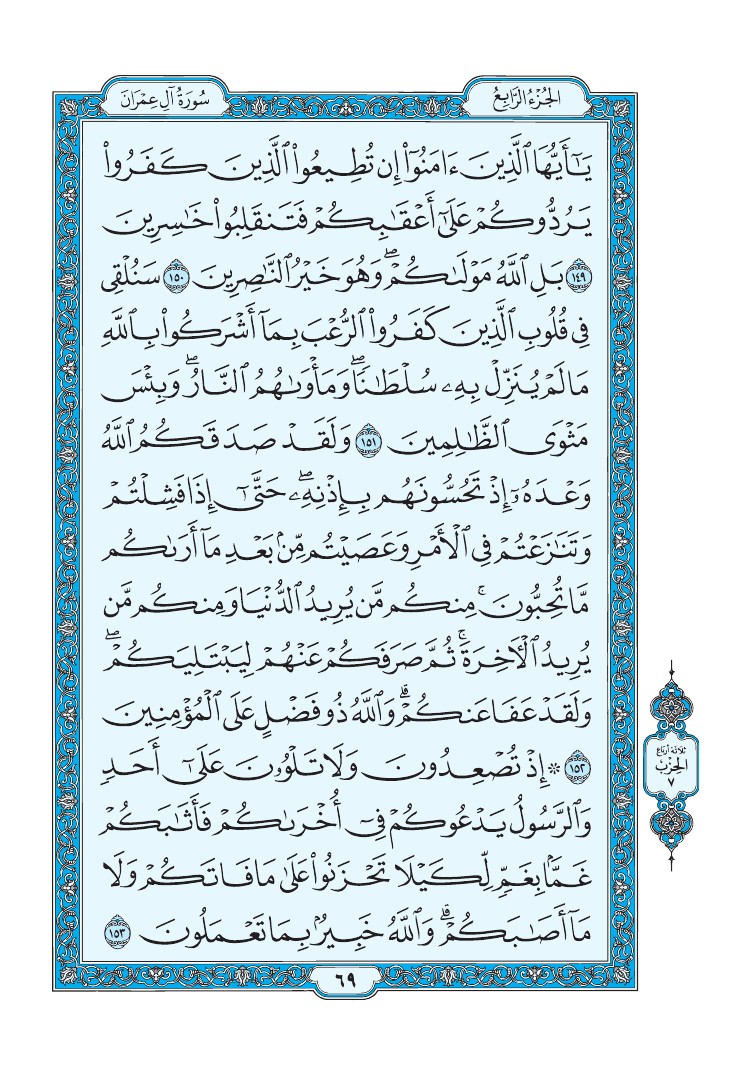 الجُزْءُ الرَّابِعُ
سُورَةُ آلِ عِمْرَانَ
يَـٰٓأَيُّهَا ٱلَّذِينَ ءَامَنُوٓا۟ إِن تُطِيعُوا۟ ٱلَّذِينَ كَفَرُوا۟
يَرُدُّوكُمْ عَلَىٰٓ أَعْقَـٰبِكُمْ فَتَنقَلِبُوا۟ خَـٰسِرِينَ
١٤٩ بَلِ ٱللَّهُ مَوْلَىٰكُمْ ۖ وَهُوَ خَيْرُ ٱلنَّـٰصِرِينَ ١٥٠ سَنُلْقِى
فِى قُلُوبِ ٱلَّذِينَ كَفَرُوا۟ ٱلرُّعْبَ بِمَآ أَشْرَكُوا۟ بِٱللَّهِ
مَا لَمْ يُنَزِّلْ بِهِۦ سُلْطَـٰنًا ۖ وَمَأْوَىٰهُمُ ٱلنَّارُ ۖ وَبِئْسَ
مَثْوَى ٱلظَّـٰلِمِينَ ١٥١ وَلَقَدْ صَدَقَكُمُ ٱللَّهُ
وَعْدَهُۥٓ إِذْ تَحُسُّونَهُم بِإِذْنِهِۦ ۖ حَتَّىٰٓ إِذَا فَشِلْتُمْ
وَتَنَـٰزَعْتُمْ فِى ٱلْأَمْرِ وَعَصَيْتُم مِّنۢ بَعْدِ مَآ أَرَىٰكُم
مَّا تُحِبُّونَ ۚ مِنكُم مَّن يُرِيدُ ٱلدُّنْيَا وَمِنكُم مَّن
يُرِيدُ ٱلْـَٔاخِرَةَ ۚ ثُمَّ صَرَفَكُمْ عَنْهُمْ لِيَبْتَلِيَكُمْ ۖ
وَلَقَدْ عَفَا عَنكُمْ ۗ وَٱللَّهُ ذُو فَضْلٍ عَلَى ٱلْمُؤْمِنِينَ
١٥٢ ۞ إِذْ تُصْعِدُونَ وَلَا تَلْوُۥنَ عَلَىٰٓ أَحَدٍ
وَٱلرَّسُولُ يَدْعُوكُمْ فِىٓ أُخْرَىٰكُمْ فَأَثَـٰبَكُمْ
غَمًّۢا بِغَمٍّ لِّكَيْلَا تَحْزَنُوا۟ عَلَىٰ مَا فَاتَكُمْ وَلَا
مَآ أَصَـٰبَكُمْ ۗ وَٱللَّهُ خَبِيرٌۢ بِمَا تَعْمَلُونَ ١٥٣
ثلاثة أرباع
الحِزْب
٧
٦٩